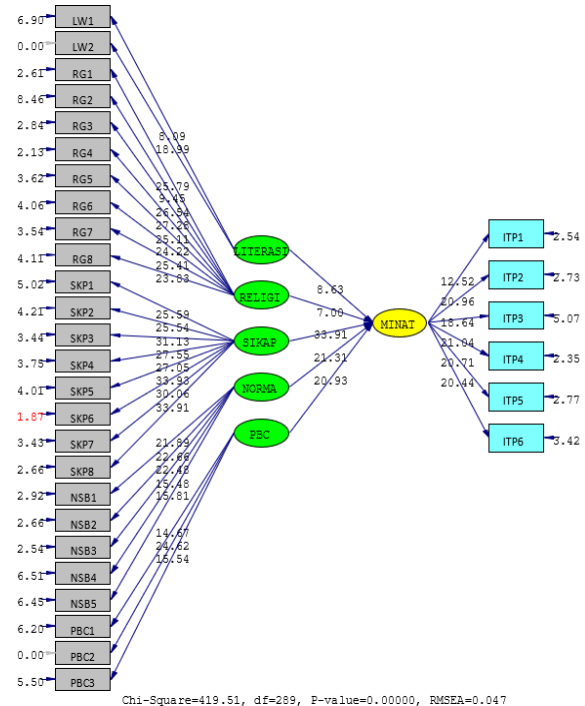 6.90 LW1
0.00 LW2
2.61 RG1
8.46 RG2
2.84 RG3
2.13 RG4
3.62 RG5
4.06 RG6
3.54 RG7
4.11 RG8
5.02 SKP1
4.21 SKP2
3.44 SKP3
3.75 SKP4
4.01 SKP5
1.87 SKP6
3.43 SKP7
2.66 SKP8
2.92 NSB1
2.66 NSB2
2.54 NSB3
6.51 NSB4
6.45 NSB5
6.20 PBC1
0.00 PBC2
5.50 PBC3
8.09
18.99
25.79
9.45
26.54
27.28
25.11
24.22
25.41
23.83
25.59
25.54
31.13
27.55
27.05
33.93
30.06
33.91
21.89
22.66
22.48
15.48
15.81
14.67
24.62
15.54
LITERASI
RELIGI
SIKAP
NORMA
PBC
8.63
7.00
33.91
21.31
20.93
MINAT
12.52
20.96
18.64
21.04
20.71
20.44
ITP1 2.54
ITP2 2.73
ITP3 5.07
ITP4 2.35
ITP5 2.77
ITP6 3.42
Chi-Square=419.51, df=289, P-value=0.00000, RMSEA=0.047